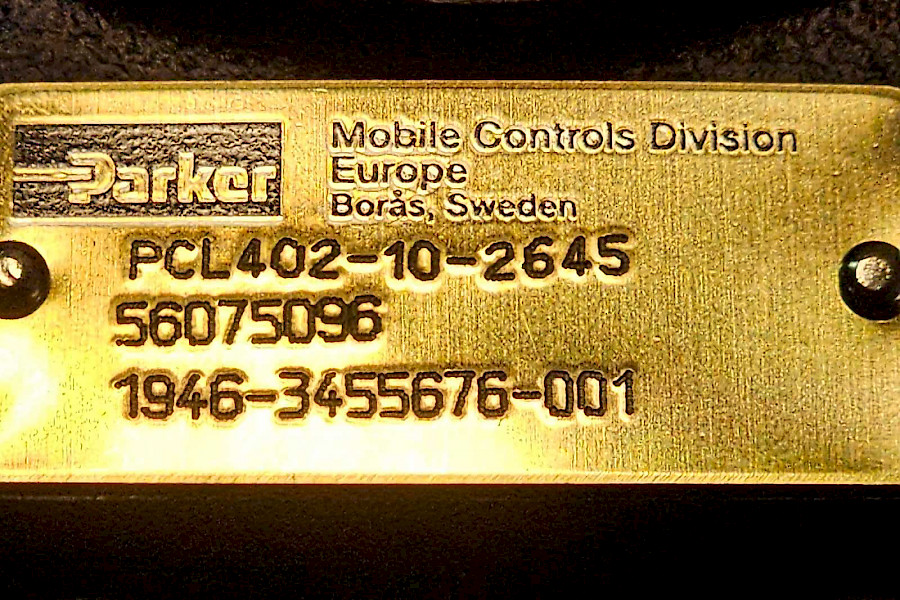 Parker
Mobile Controls Division
Europe
Borås, Sweden
PCL402-10-2645
56075096
1946-3455676-001